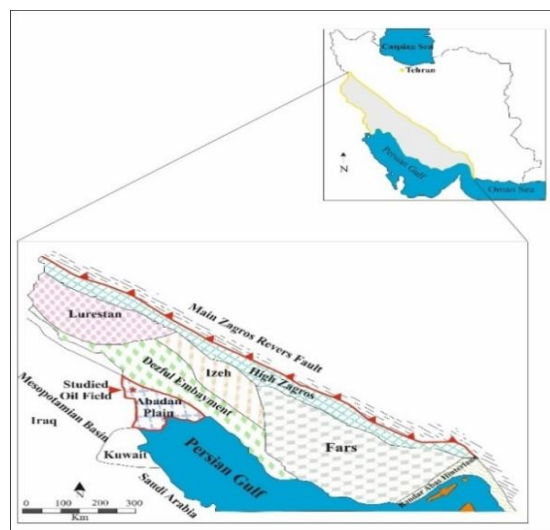 Caspian Sea
Tehran
Persian Gulf
N
Oman Sea
Lurestan
Main Zagros Revers Fault
High Zagros
Izeh
Dezful Embayment
Studied
Oil Field
Abadan
Plain
Mesopotamian Basin
Iraq
Fars
Kuwait
Persian Gulf
Bandar Abas Hinterland
Saudi Arabia
N
0 100 200 300
Km